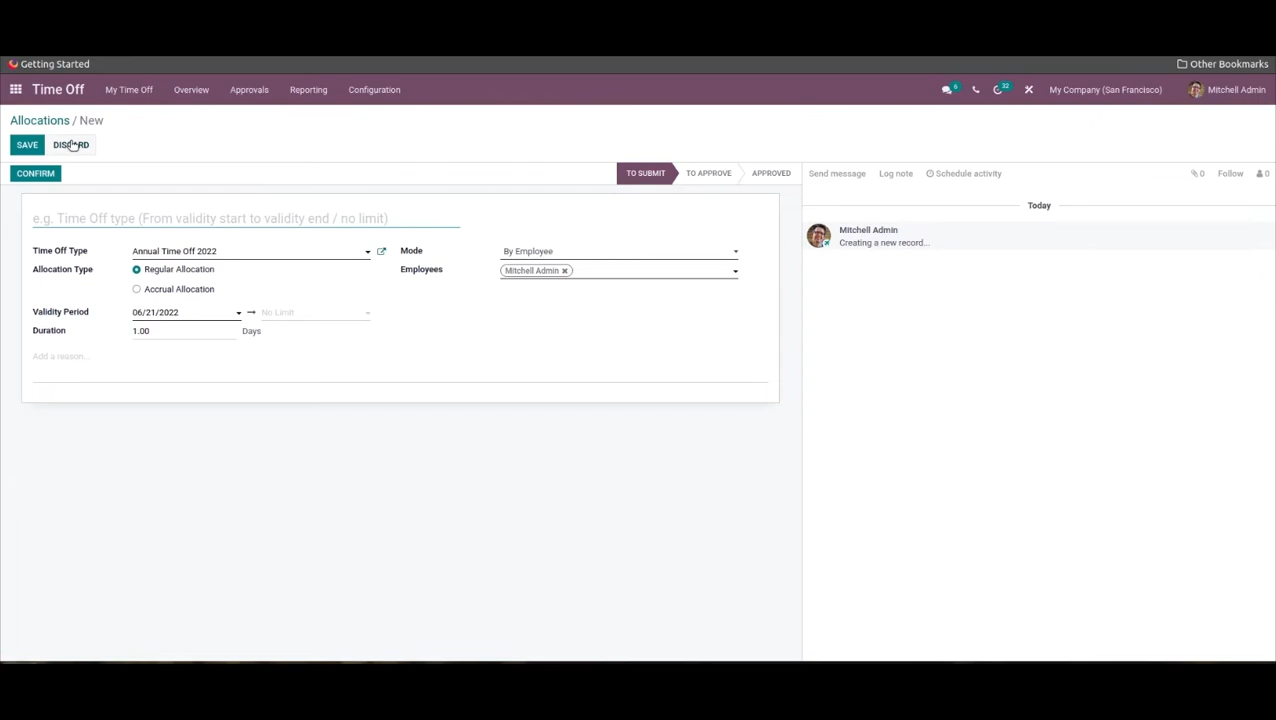 Getting Started
Other Bookmarks
Time Off
My Time Off
Overview
Approvals
Reporting
Configuration
6
32
My Company (San Francisco)
Mitchell Admin
Allocations / New
SAVE
DISCARD
CONFIRM
TO SUBMIT
TO APPROVE
APPROVED
Send message
Log note
Schedule activity
0
Follow
0
e.g. Time Off type (From validity start to validity end / no limit)
Time Off Type
Annual Time Off 2022
Allocation Type
Regular Allocation
Accrual Allocation
Validity Period
06/21/2022
No Limit
Duration
1.00
Days
Add a reason...
Mode
By Employee
Employees
Mitchell Admin
Today
Mitchell Admin
Creating a new record...